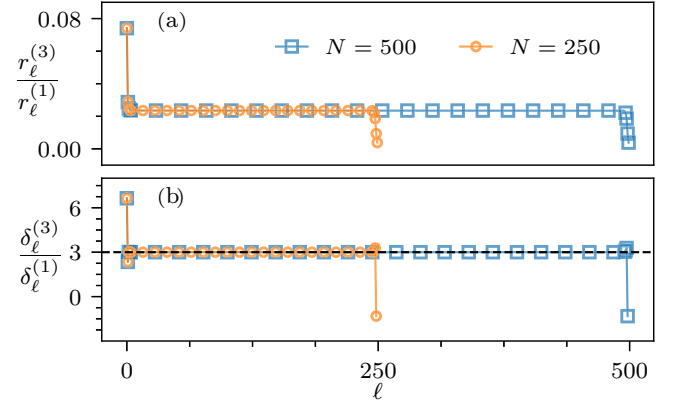 0.08
(a)
N = 500
N = 250
r_ℓ^(3) / r_ℓ^(1)
0.00
(b)
6
δ_ℓ^(3) / δ_ℓ^(1)
3
0
0
250
500
ℓ